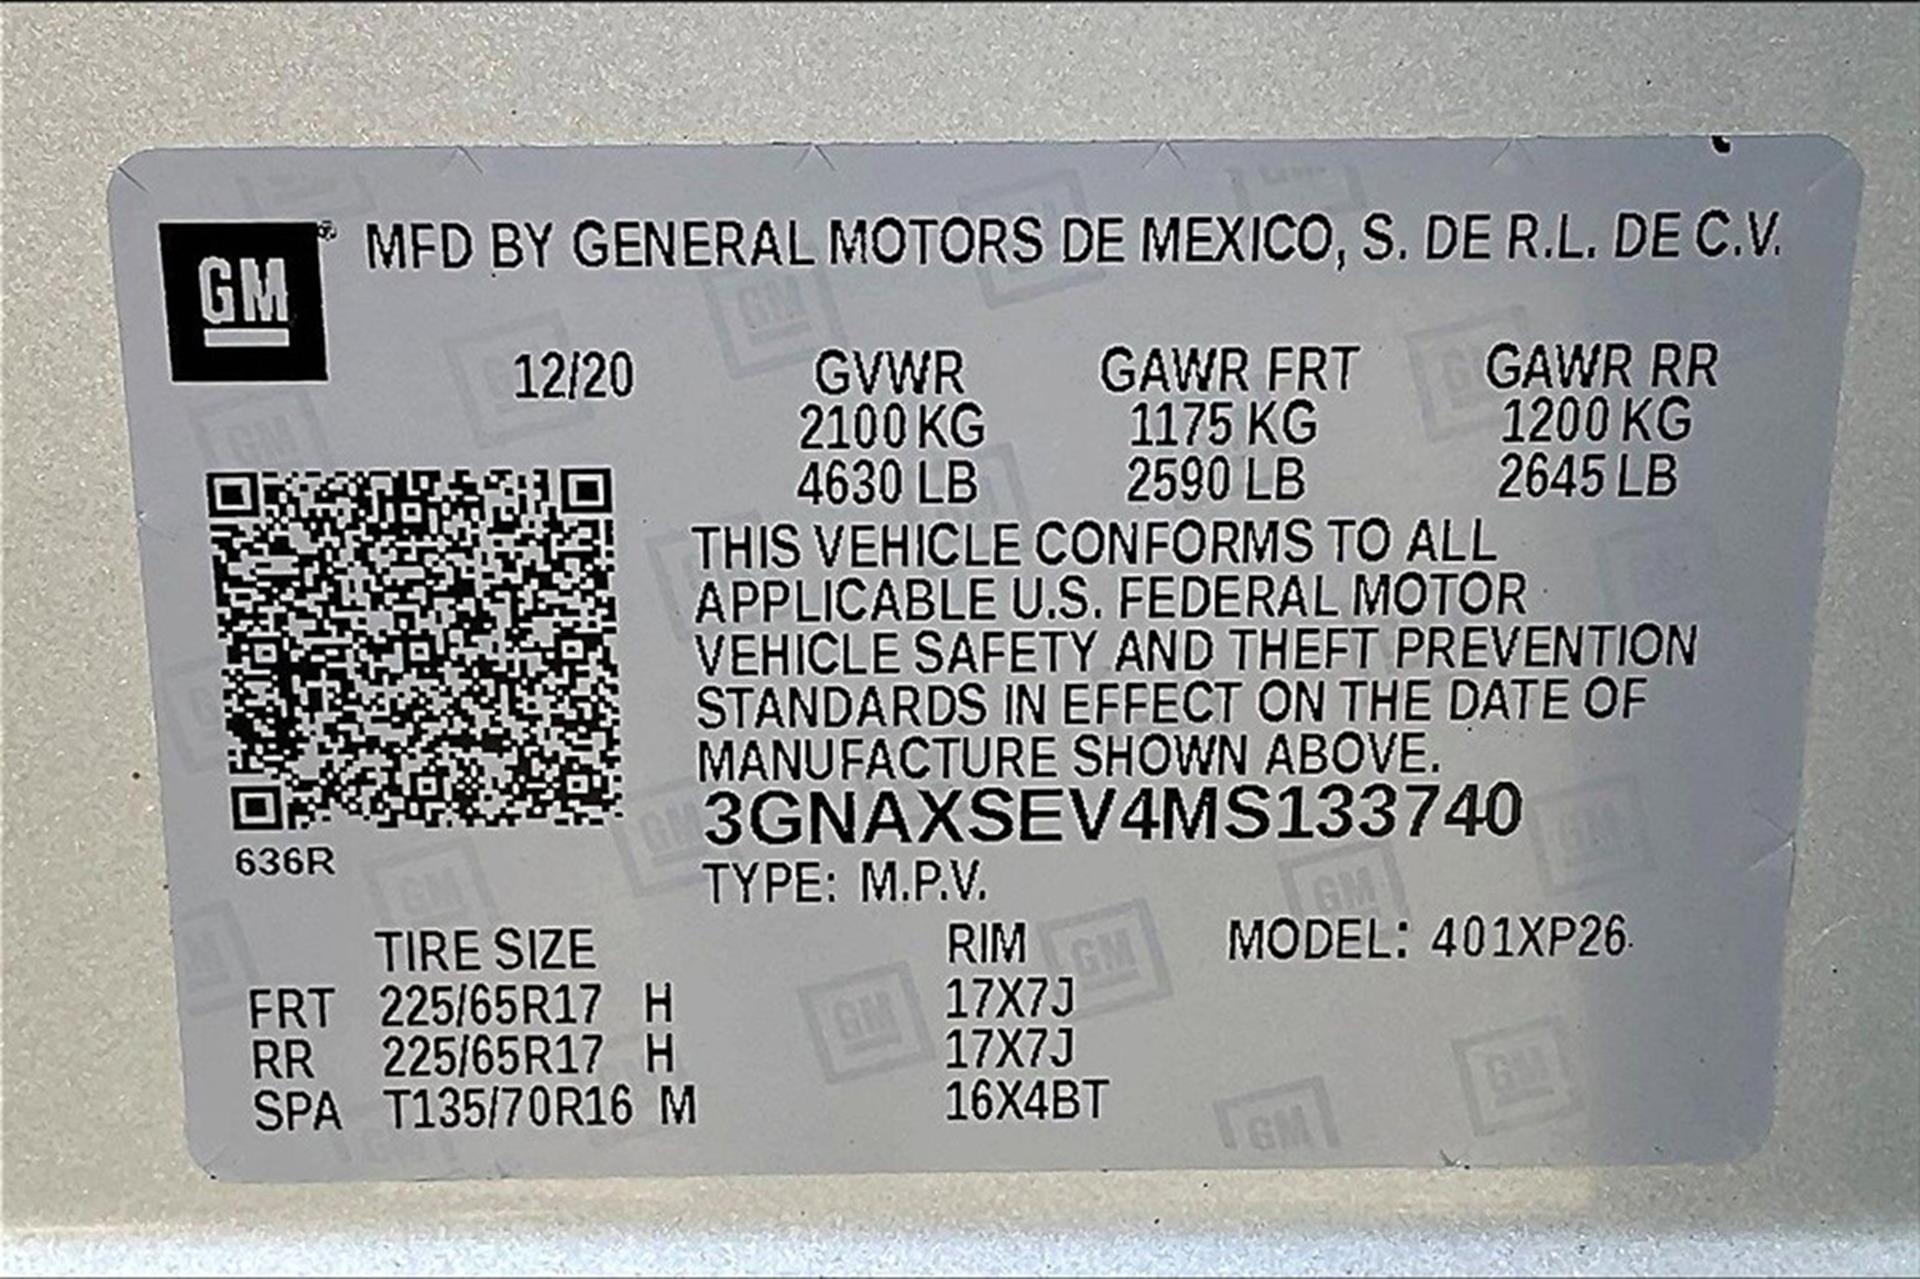 GM® MFD BY GENERAL MOTORS DE MEXICO, S. DE R.L. DE C.V.
12/20 GVWR GAWR FRT GAWR RR
2100 KG 1175 KG 1200 KG
4630 LB 2590 LB 2645 LB
THIS VEHICLE CONFORMS TO ALL
APPLICABLE U.S. FEDERAL MOTOR
VEHICLE SAFETY AND THEFT PREVENTION
STANDARDS IN EFFECT ON THE DATE OF
MANUFACTURE SHOWN ABOVE.
3GNAXSEV4MS133740
636R
TYPE: M.P.V.
TIRE SIZE RIM MODEL: 401XP26
FRT 225/65R17 H 17X7J
RR 225/65R17 H 17X7J
SPA T135/70R16 M 16X4BT